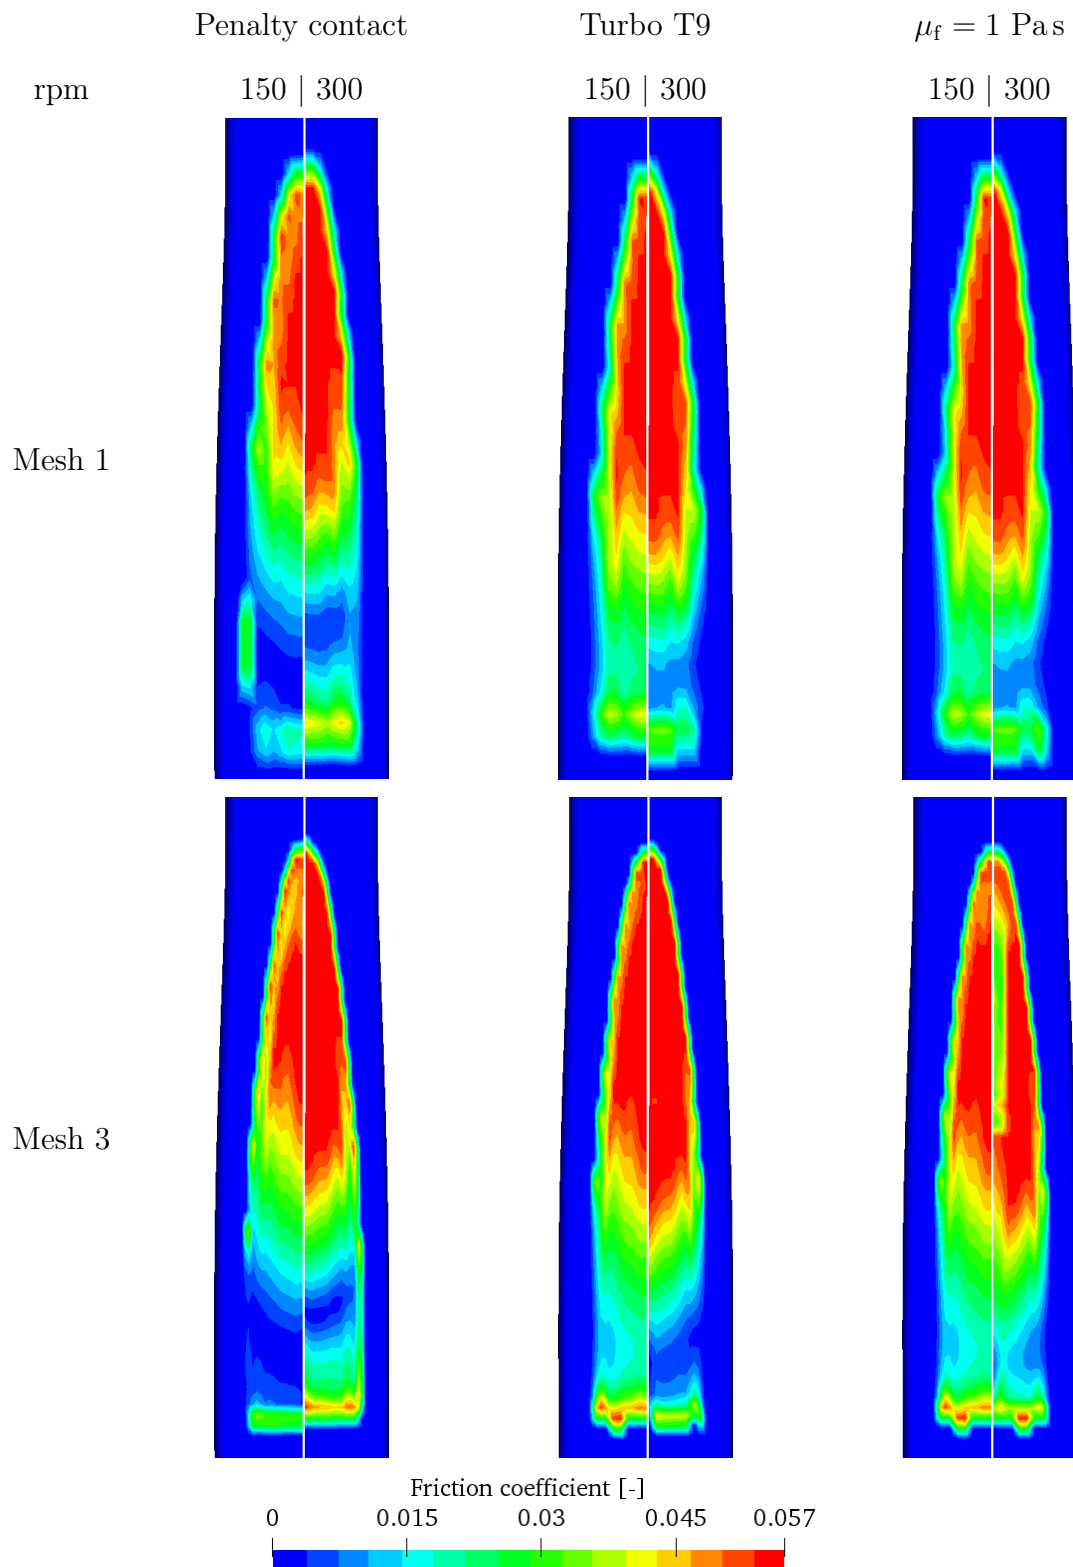 Penalty contact Turbo T9 μf = 1 Pa s
rpm 150 | 300 150 | 300 150 | 300
Mesh 1
Mesh 3
Friction coefficient [-]
0 0.015 0.03 0.045 0.057